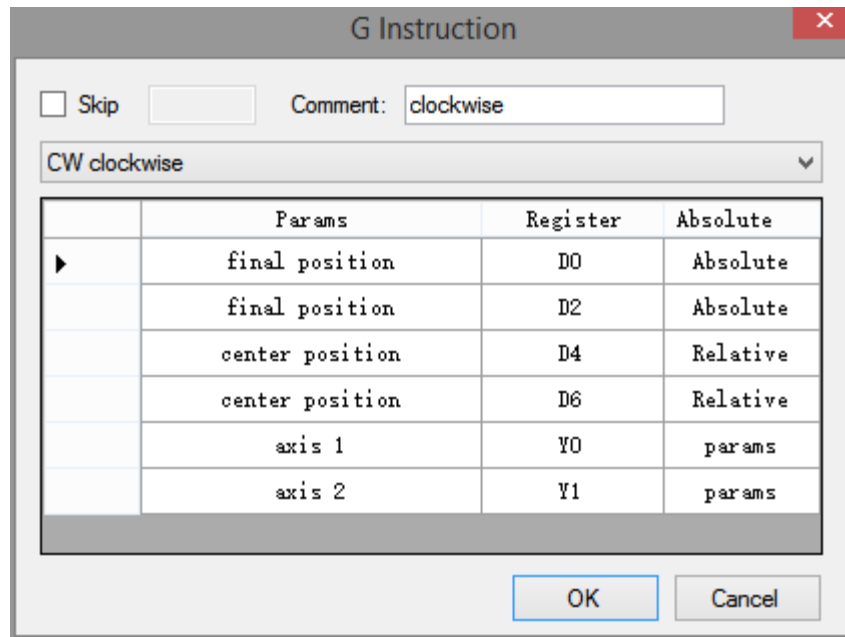 G Instruction
Skip Comment: clockwise
CW clockwise
Params Register Absolute
final position D0 Absolute
final position D2 Absolute
center position D4 Relative
center position D6 Relative
axis 1 Y0 params
axis 2 Y1 params
OK Cancel